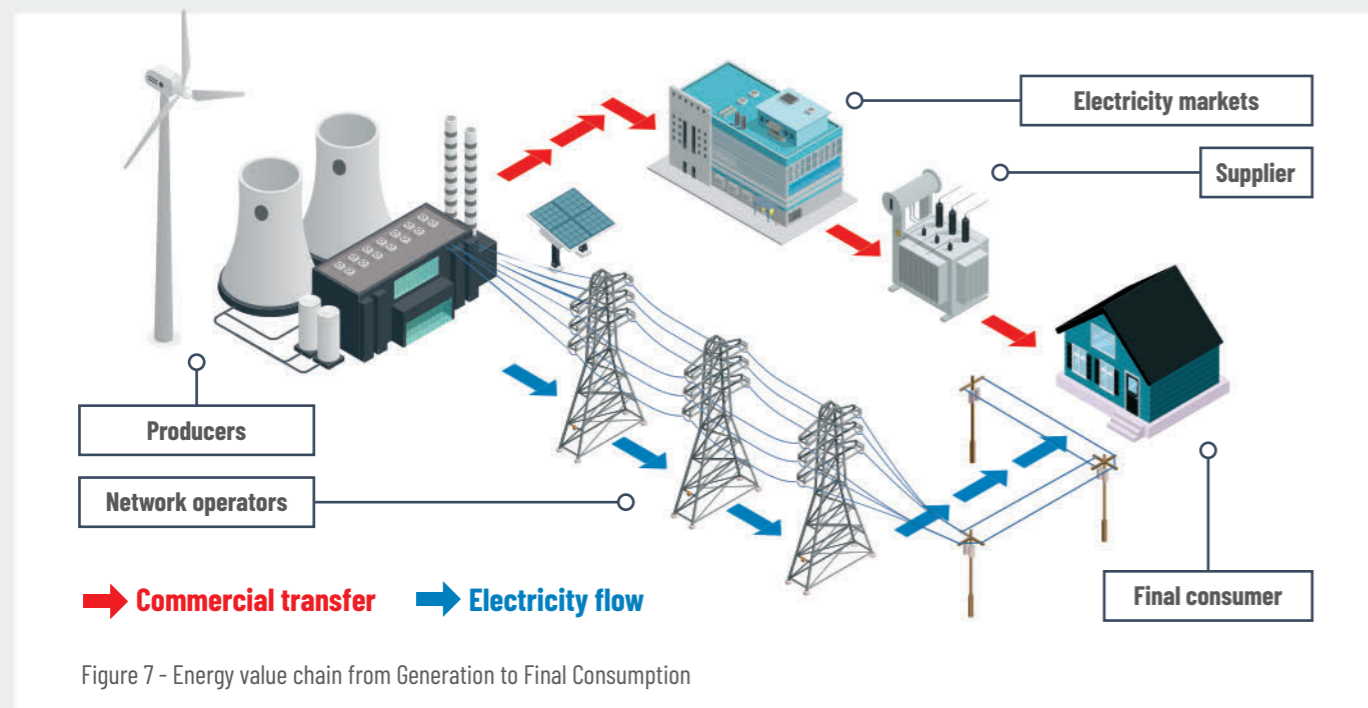 Electricity markets
Supplier
Producers
Network operators
Final consumer
Commercial transfer
Electricity flow
Figure 7 - Energy value chain from Generation to Final Consumption